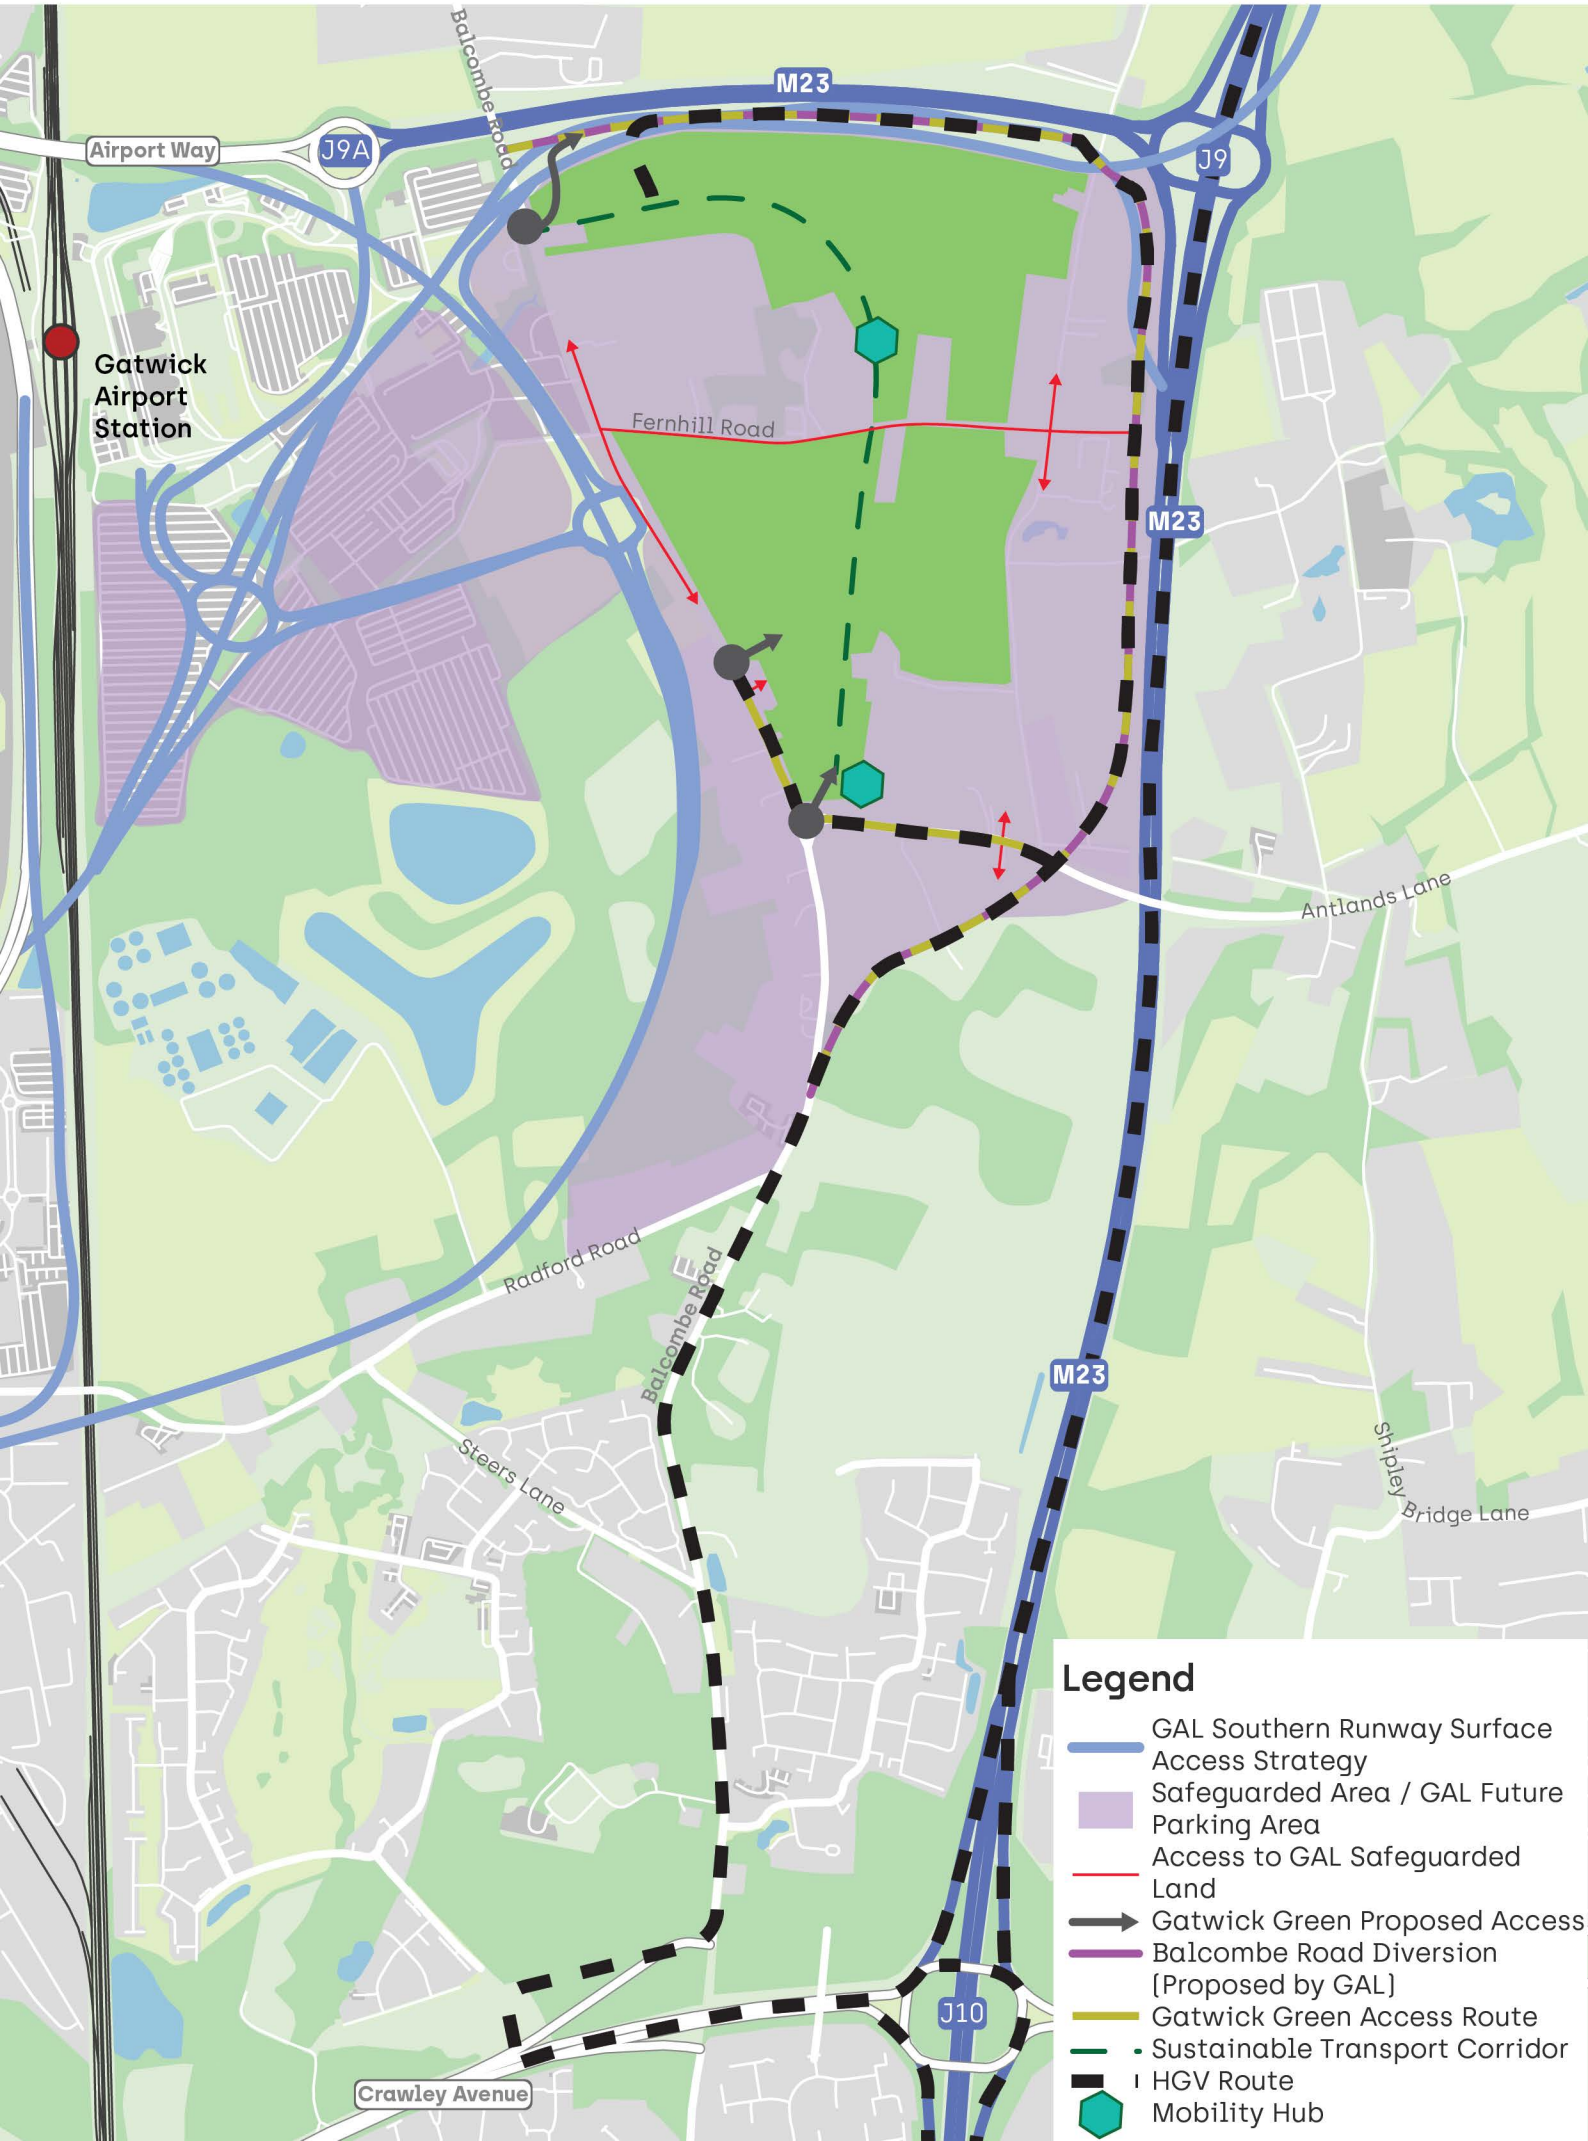 Balcombe Road
M23
Airport Way
J9A
J9
Gatwick
Airport
Station
Fernhill Road
M23
Antlands Lane
Radford Road
Balcombe Road
M23
Steers Lane
Shipley
Bridge Lane
J10
Crawley Avenue
Legend
GAL Southern Runway Surface
Access Strategy
Safeguarded Area / GAL Future
Parking Area
Access to GAL Safeguarded
Land
Gatwick Green Proposed Access
Balcombe Road Diversion
(Proposed by GAL)
Gatwick Green Access Route
Sustainable Transport Corridor
HGV Route
Mobility Hub